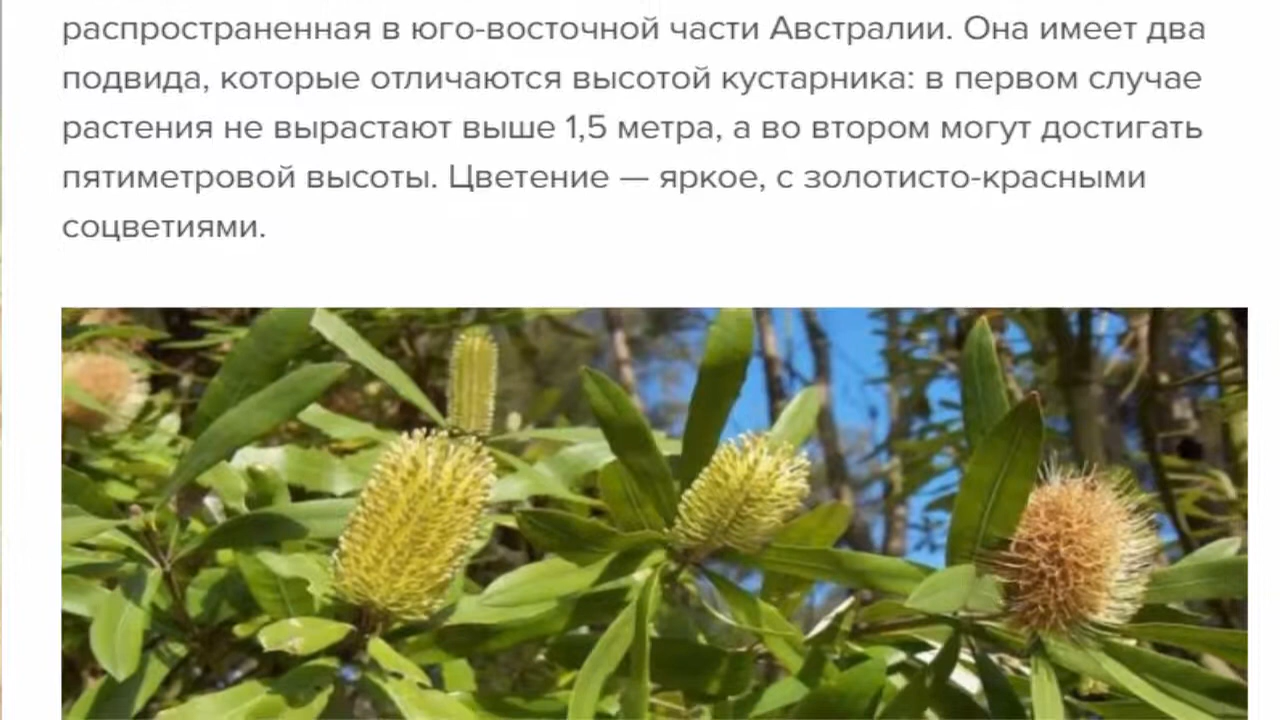 распространенная в юго-восточной части Австралии. Она имеет два
подвида, которые отличаются высотой кустарника: в первом случае
растения не вырастают выше 1,5 метра, а во втором могут достигать
пятиметровой высоты. Цветение — яркое, с золотисто-красными
соцветиями.